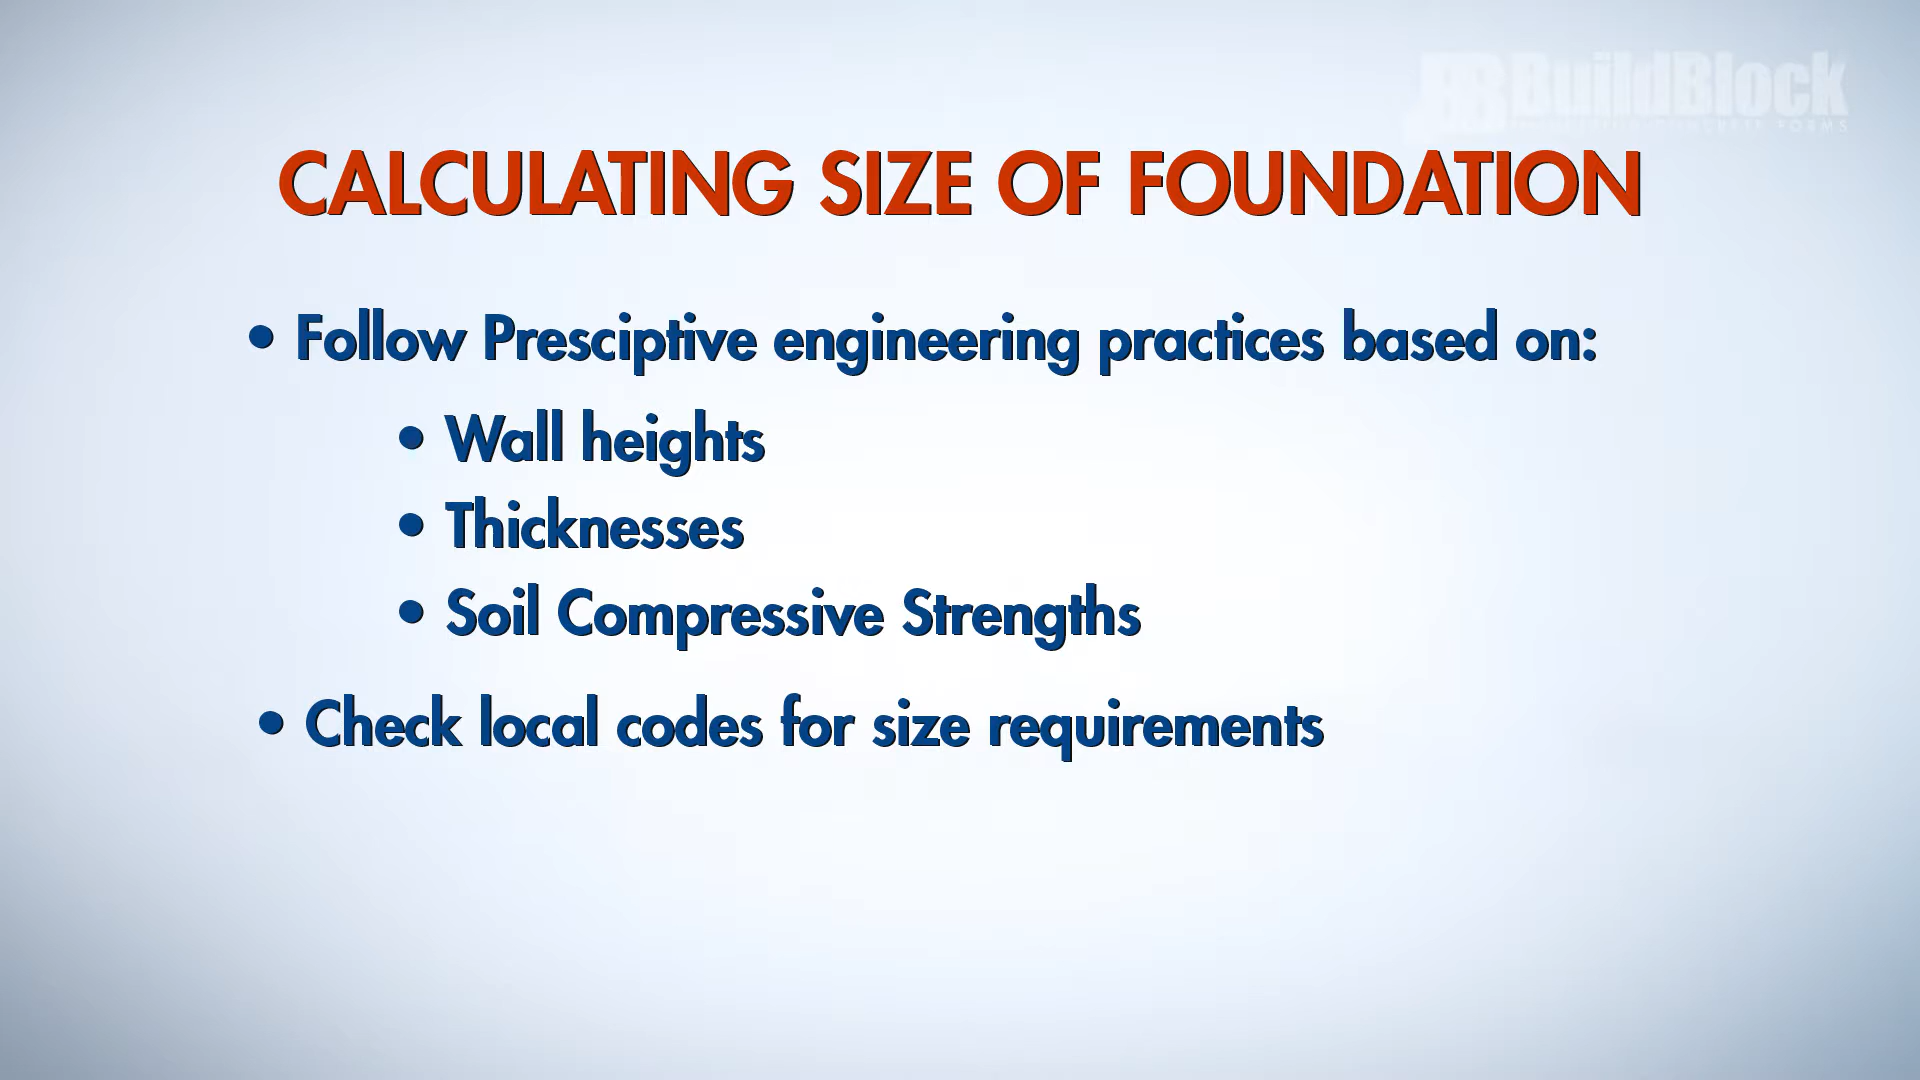 BuildBlock
CALCULATING SIZE OF FOUNDATION
• Follow Presciptive engineering practices based on:
• Wall heights
• Thicknesses
• Soil Compressive Strengths
• Check local codes for size requirements